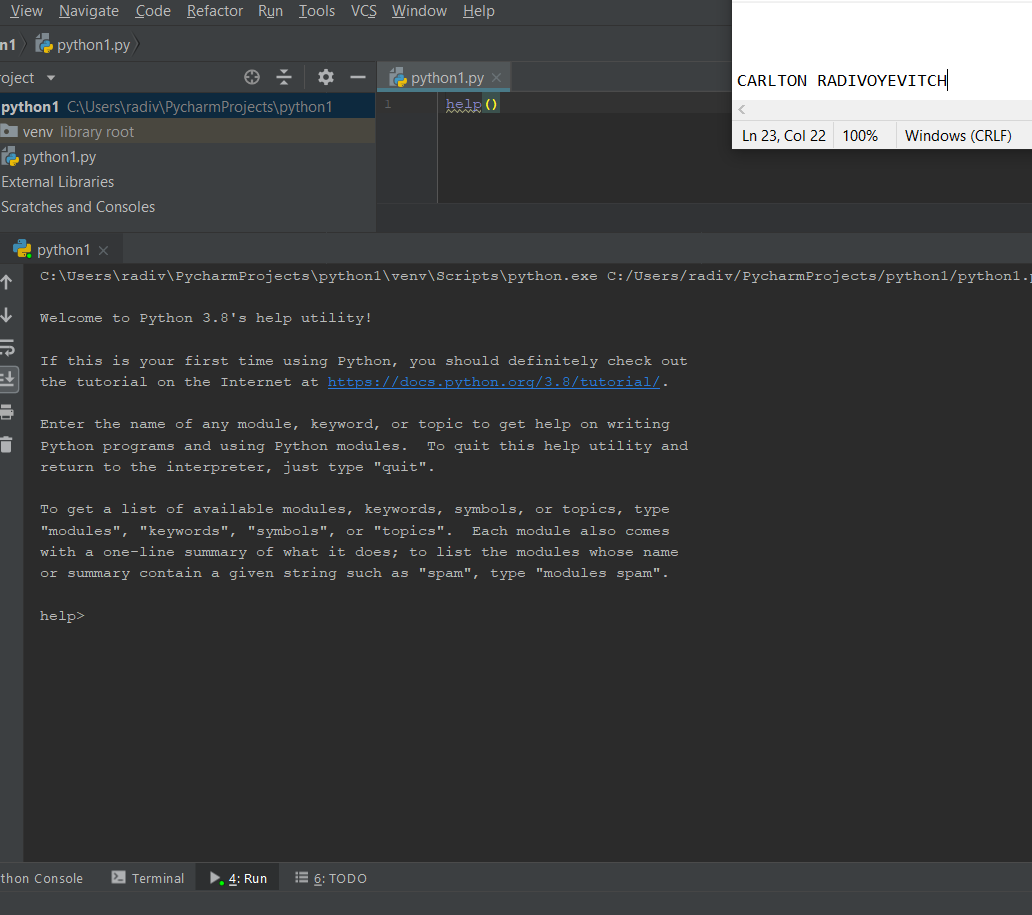 View Navigate Code Refactor Run Tools VCS Window Help
n1 python1.py
roject
python1 C:\Users\radiv\PycharmProjects\python1
venv library root
python1.py
External Libraries
Scratches and Consoles
python1.py
1 help()
CARLTON RADIVOYEVITCH
Ln 23, Col 22 100% Windows (CRLF)
python1
C:\Users\radiv\PycharmProjects\python1\venv\Scripts\python.exe C:/Users/radiv/PycharmProjects/python1/python1.p
Welcome to Python 3.8's help utility!
If this is your first time using Python, you should definitely check out
the tutorial on the Internet at https://docs.python.org/3.8/tutorial/.
Enter the name of any module, keyword, or topic to get help on writing
Python programs and using Python modules.  To quit this help utility and
return to the interpreter, just type "quit".
To get a list of available modules, keywords, symbols, or topics, type
"modules", "keywords", "symbols", or "topics".  Each module also comes
with a one-line summary of what it does; to list the modules whose name
or summary contain a given string such as "spam", type "modules spam".
help>
thon Console Terminal 4: Run 6: TODO